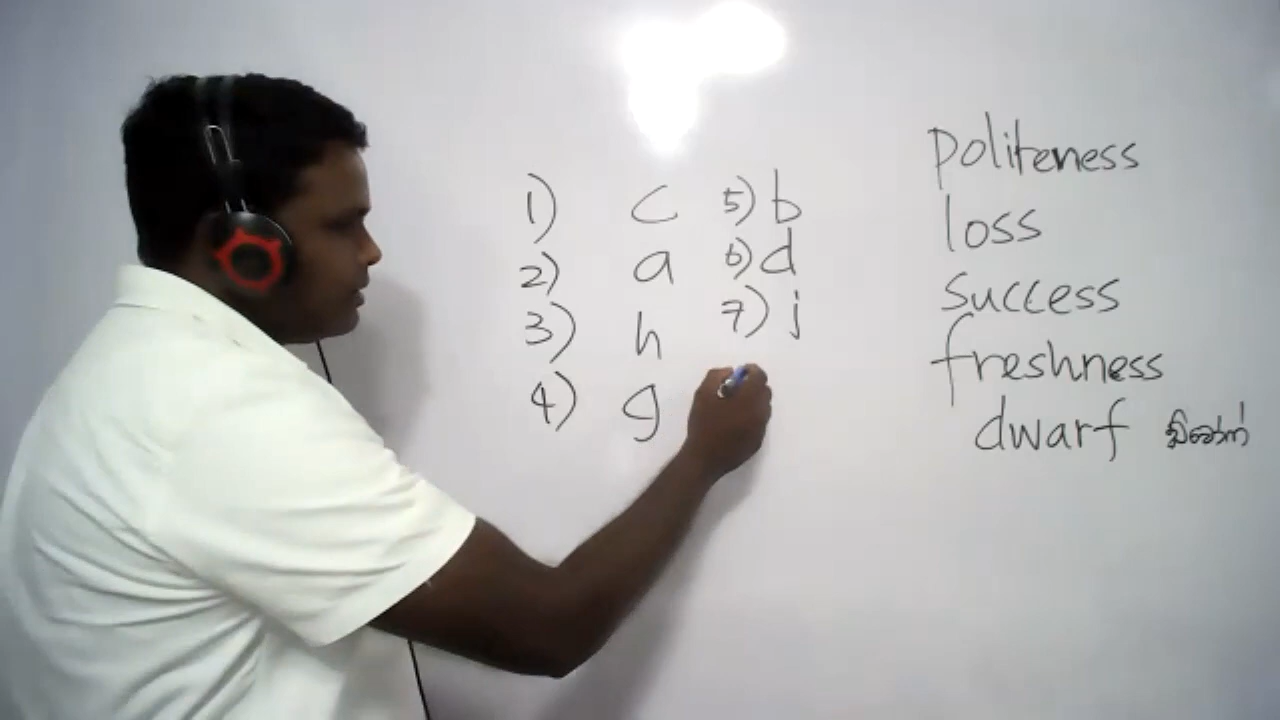 1) c
2) a
3) h
4) g
5) b
6) d
7) j
politeness
loss
success
freshness
dwarf